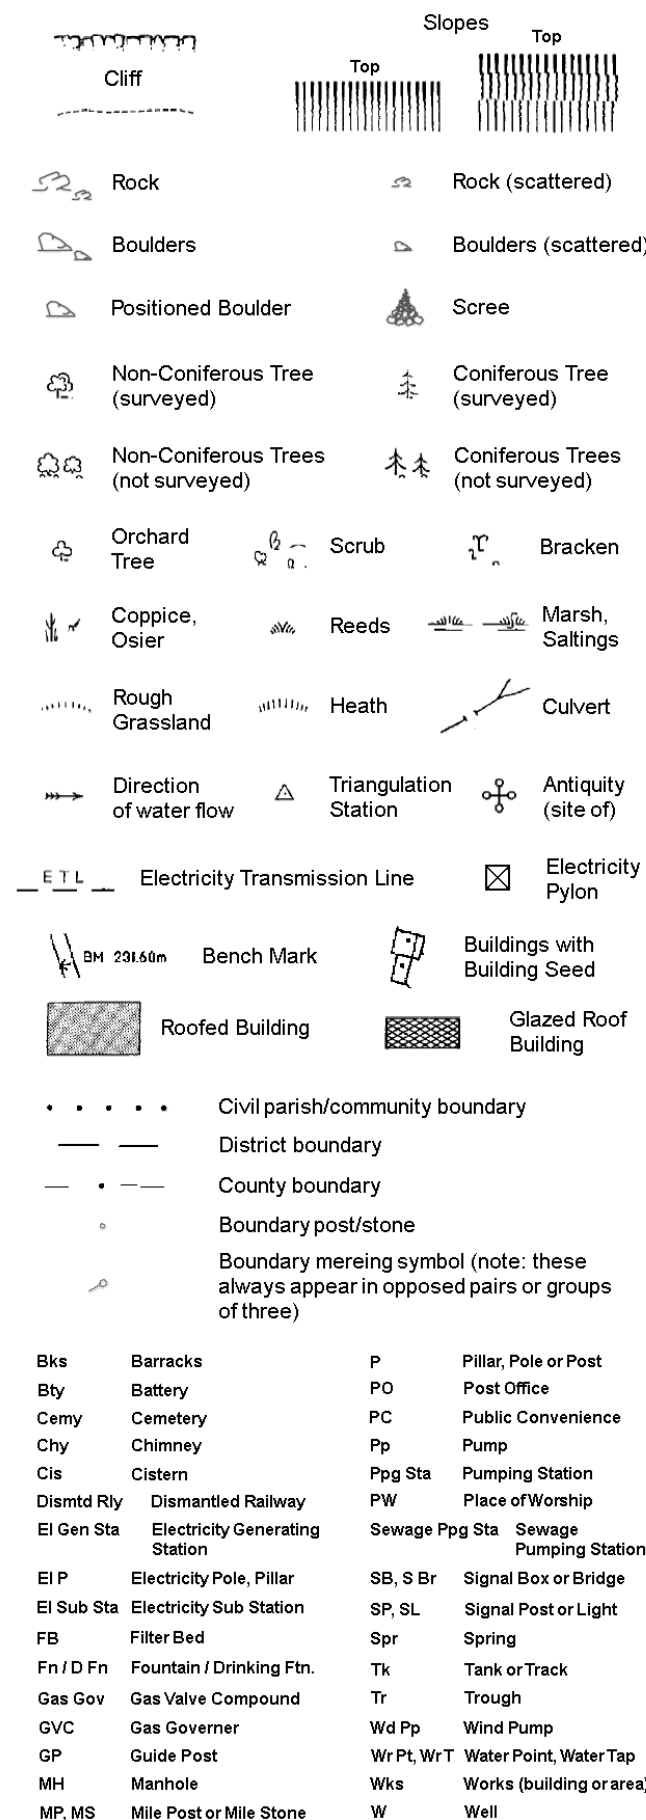 Slopes
Top
Top
Cliff
Rock
Rock (scattered)
Boulders
Boulders (scattered)
Positioned Boulder
Scree
Non-Coniferous Tree
(surveyed)
Coniferous Tree
(surveyed)
Non-Coniferous Trees
(not surveyed)
Coniferous Trees
(not surveyed)
Orchard
Tree
Scrub
Bracken
Coppice,
Osier
Reeds
Marsh,
Saltings
Rough
Grassland
Heath
Culvert
Direction
of water flow
Triangulation
Station
Antiquity
(site of)
E T L
Electricity Transmission Line
Electricity
Pylon
BM 231.60m
Bench Mark
Buildings with
Building Seed
Roofed Building
Glazed Roof
Building
Civil parish/community boundary
District boundary
County boundary
Boundary post/stone
Boundary mereing symbol (note: these
always appear in opposed pairs or groups
of three)
Bks Barracks
Bty Battery
Cemy Cemetery
Chy Chimney
Cis Cistern
Dismtd Rly Dismantled Railway
El Gen Sta Electricity Generating
Station
El P Electricity Pole, Pillar
El Sub Sta Electricity Sub Station
FB Filter Bed
Fn / D Fn Fountain / Drinking Ftn.
Gas Gov Gas Valve Compound
GVC Gas Governer
GP Guide Post
MH Manhole
MP, MS Mile Post or Mile Stone
P Pillar, Pole or Post
PO Post Office
PC Public Convenience
Pp Pump
Ppg Sta Pumping Station
PW Place of Worship
Sewage Ppg Sta Sewage
Pumping Station
SB, S Br Signal Box or Bridge
SP, SL Signal Post or Light
Spr Spring
Tk Tank or Track
Tr Trough
Wd Pp Wind Pump
Wr Pt, Wr T Water Point, Water Tap
Wks Works (building or area)
W Well